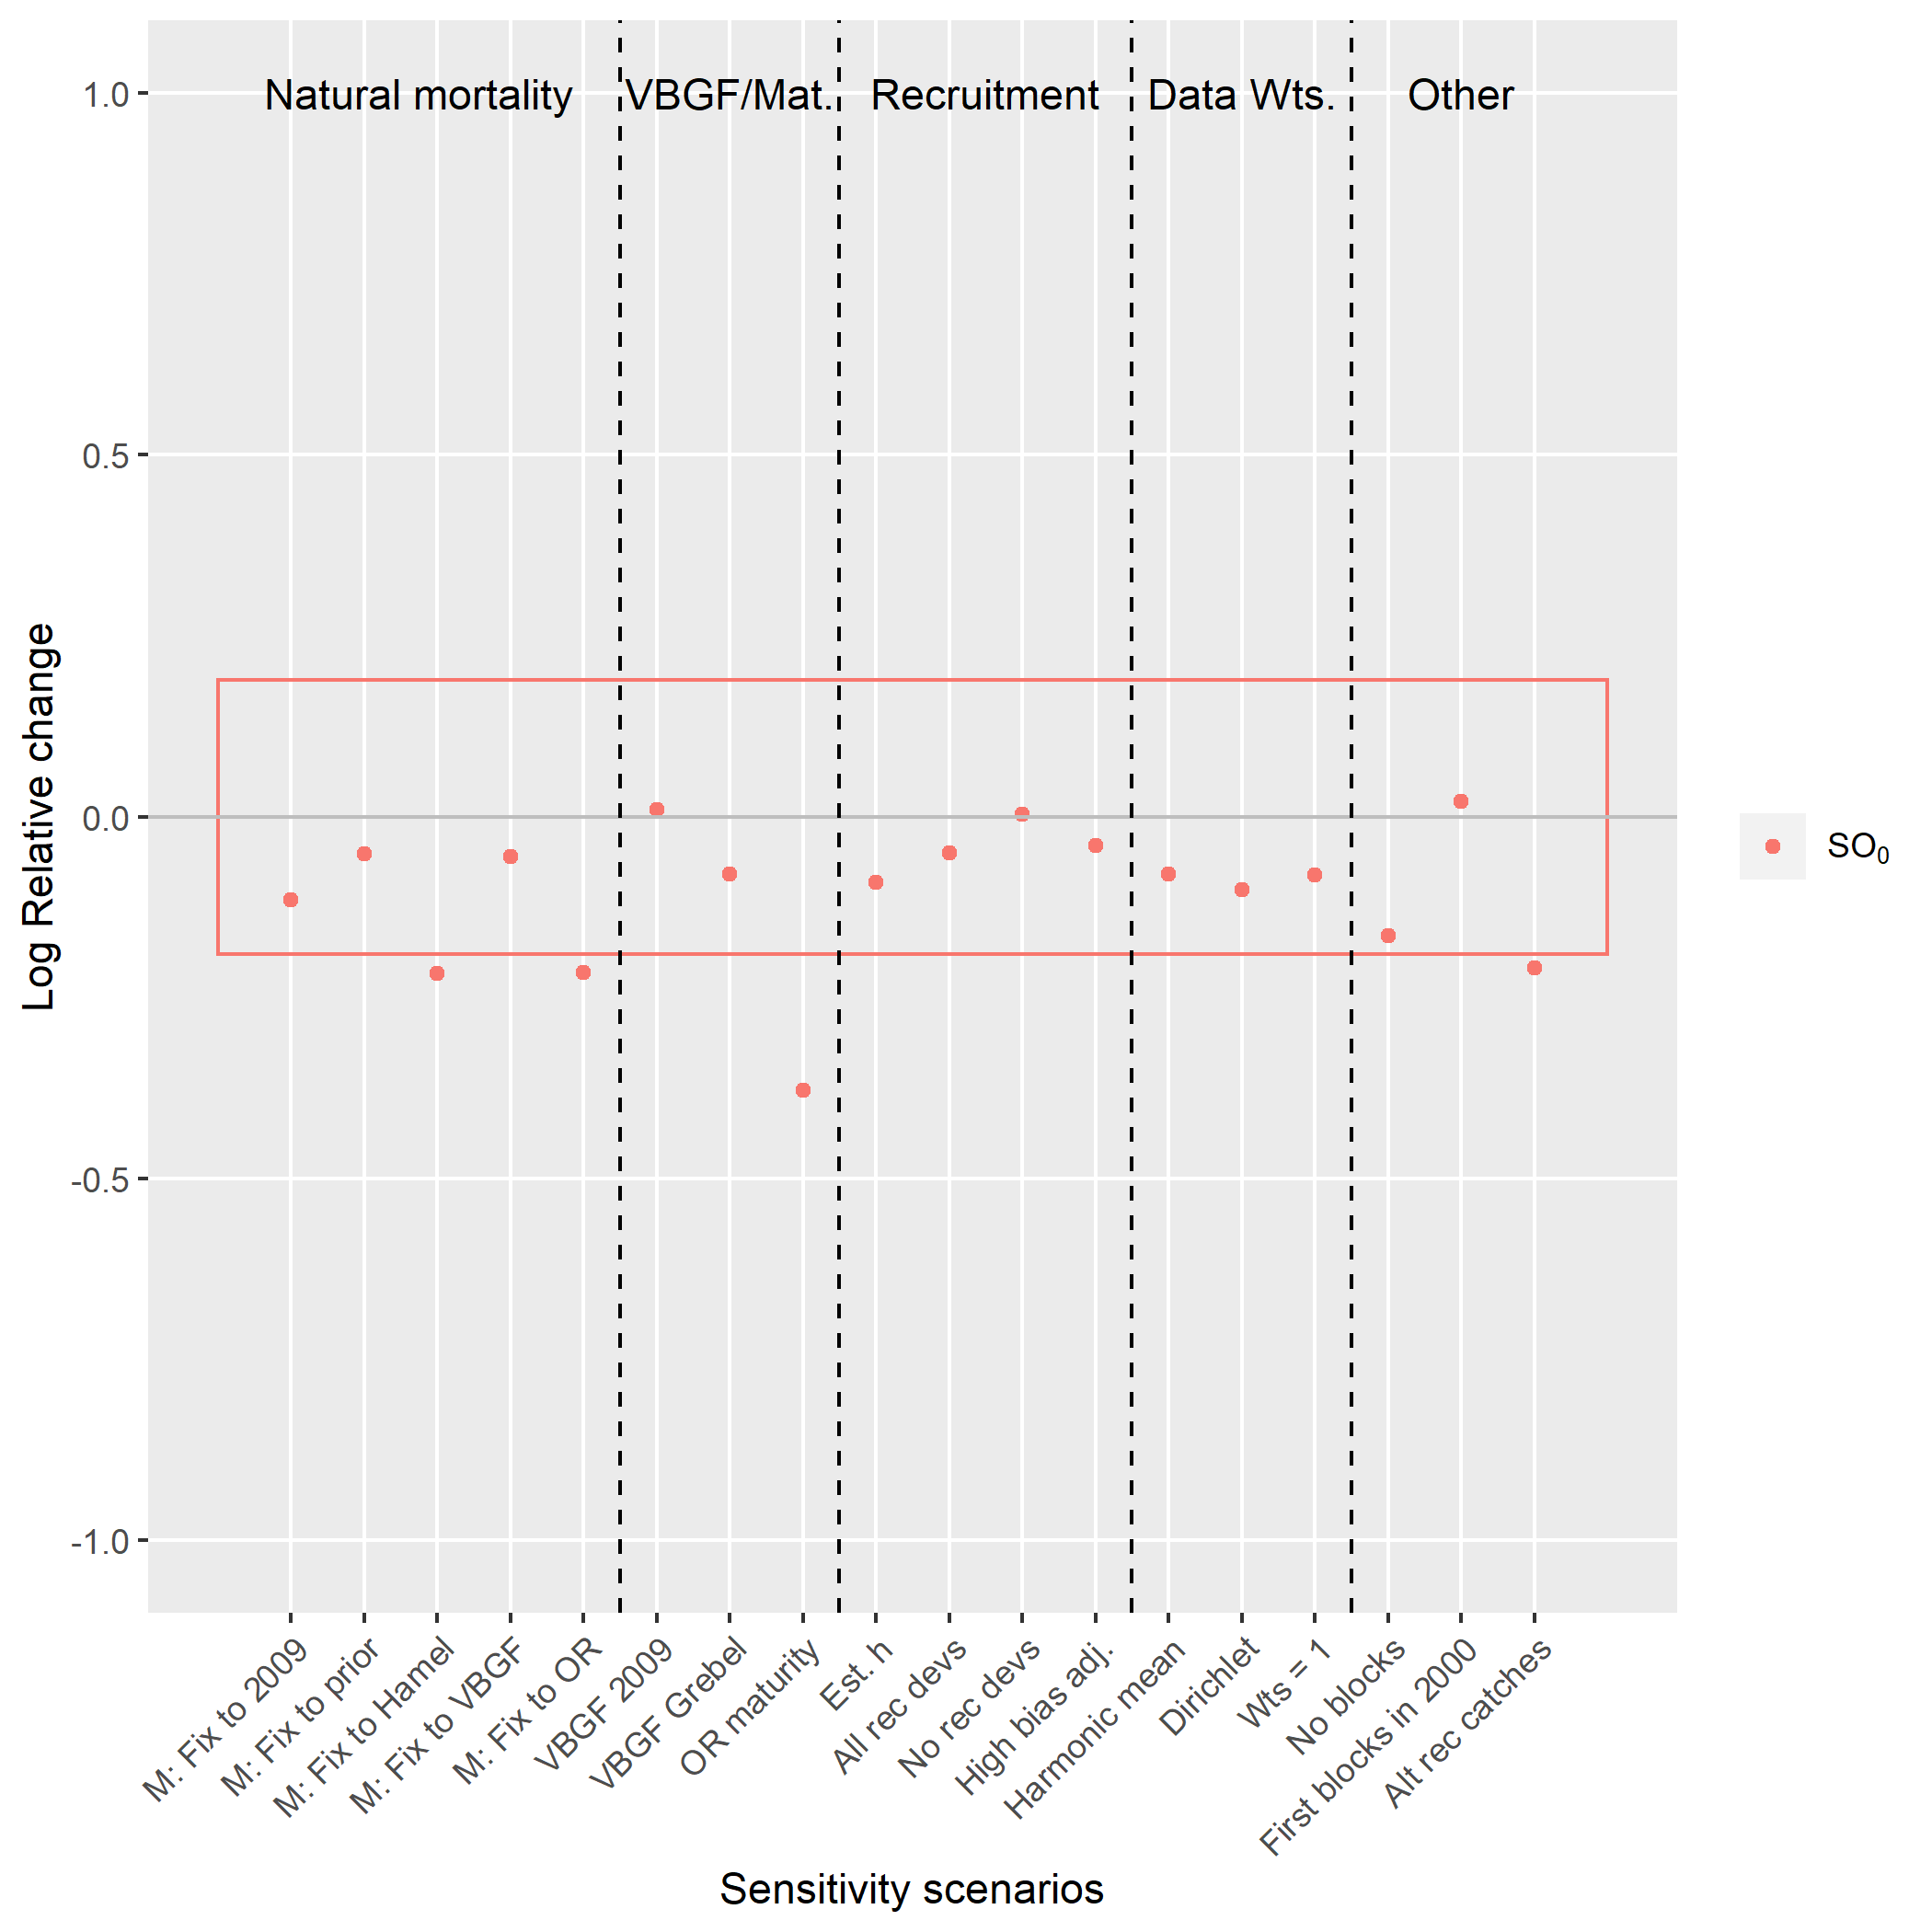 Natural mortality
VBGF/Mat.
Recruitment
Data Wts.
Other
1.0
0.5
0.0
-0.5
-1.0
Log Relative change
M: Fix to 2009
M: Fix to prior
M: Fix to Hamel
M: Fix to VBGF
M: Fix to OR
VBGF 2009
VBGF Grebel
OR maturity
Est. h
All rec devs
No rec devs
High bias adj.
Harmonic mean
Dirichlet
Wts = 1
No blocks
First blocks in 2000
Alt rec catches
Sensitivity scenarios
SO₀